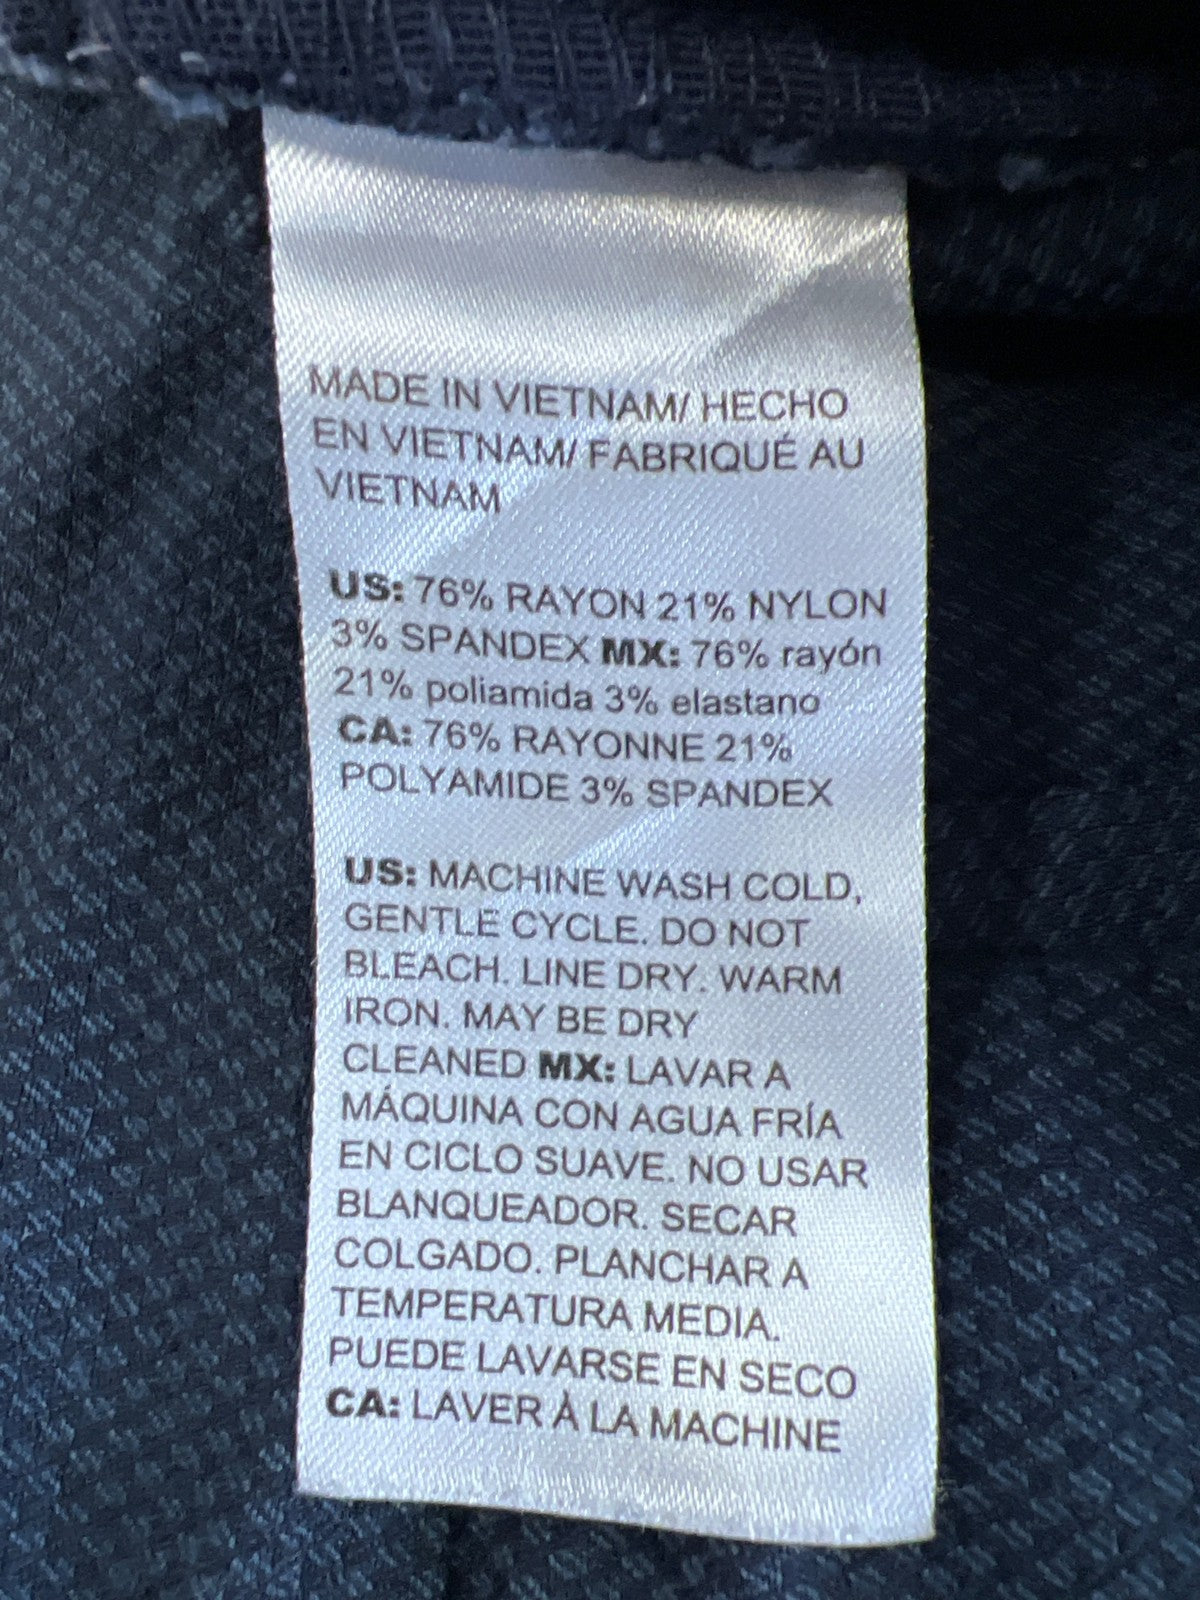 MADE IN VIETNAM/ HECHO
EN VIETNAM/ FABRIQUÉ AU
VIETNAM
US: 76% RAYON 21% NYLON
3% SPANDEX MX: 76% rayón
21% poliamida 3% elastano
CA: 76% RAYONNE 21%
POLYAMIDE 3% SPANDEX
US: MACHINE WASH COLD,
GENTLE CYCLE. DO NOT
BLEACH. LINE DRY. WARM
IRON. MAY BE DRY
CLEANED MX: LAVAR A
MÁQUINA CON AGUA FRÍA
EN CICLO SUAVE. NO USAR
BLANQUEADOR. SECAR
COLGADO. PLANCHAR A
TEMPERATURA MEDIA.
PUEDE LAVARSE EN SECO
CA: LAVER À LA MACHINE